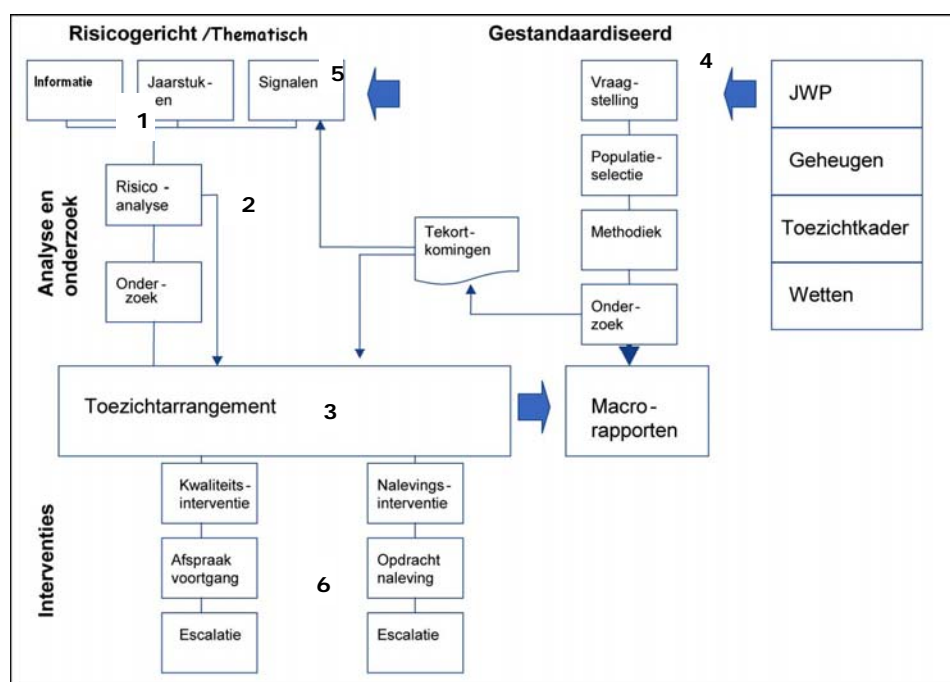 Risicogericht /Thematisch
Gestandaardiseerd
Informatie
Jaarstuk-
ken
Signalen
5
Vraag-
stelling
4
JWP
1
Populatie-
selectie
Geheugen
Risico -
analyse
2
Methodiek
Toezichtkader
Analyse en
onderzoek
Tekort-
komingen
Onder-
zoek
Onder-
zoek
Wetten
Toezichtarrangement
3
Macro-
rapporten
Interventies
Kwaliteits-
interventie
Nalevings-
interventie
Afspraak
voortgang
6
Opdracht
naleving
Escalatie
Escalatie